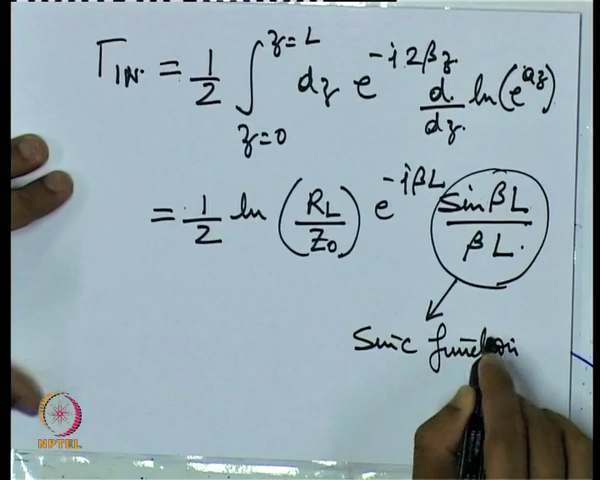 Γ_IN. = 1/2 ∫_{z=0}^{z=L} dz e^{-i2βz} d./dz. ln(e^{az})
= 1/2 ln (R_L/Z_0) e^{-iβL} Sin βL / βL.
Sinc function
NPTEL